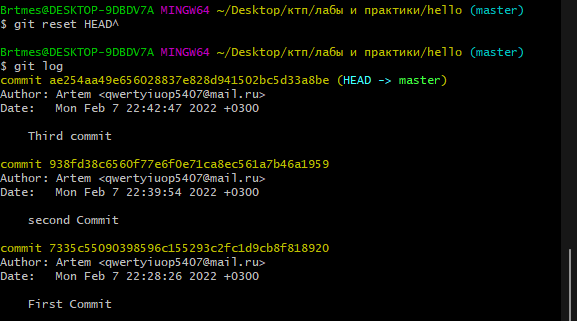 Brtmes@DESKTOP-9DBDV7A MINGW64 ~/Desktop/ктп/лабы и практики/hello (master)
$ git reset HEAD^
Brtmes@DESKTOP-9DBDV7A MINGW64 ~/Desktop/ктп/лабы и практики/hello (master)
$ git log
commit ae254aa49e656028837e828d941502bc5d33a8be (HEAD -> master)
Author: Artem <qwertyiuop5407@mail.ru>
Date:   Mon Feb 7 22:42:47 2022 +0300
Third commit
commit 938fd38c6560f77e6f0e71ca8ec561a7b46a1959
Author: Artem <qwertyiuop5407@mail.ru>
Date:   Mon Feb 7 22:39:54 2022 +0300
second Commit
commit 7335c55090398596c155293c2fc1d9cb8f818920
Author: Artem <qwertyiuop5407@mail.ru>
Date:   Mon Feb 7 22:28:26 2022 +0300
First Commit